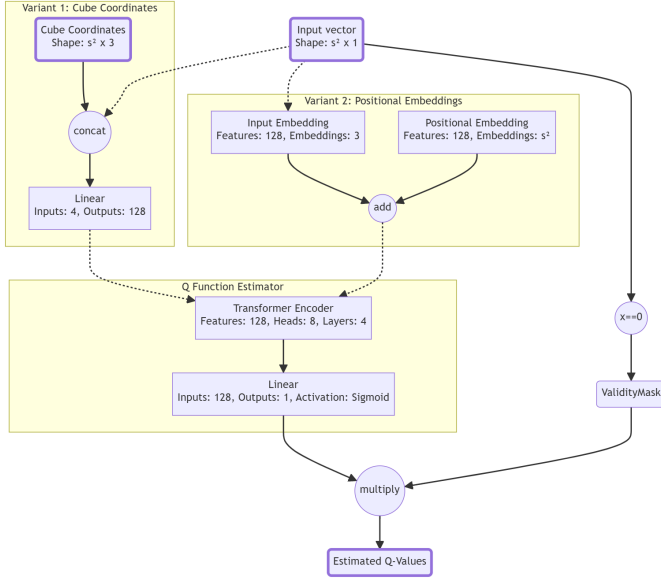 Variant 1: Cube Coordinates
Cube Coordinates
Shape: s² x 3
Input vector
Shape: s² x 1
concat
Linear
Inputs: 4, Outputs: 128
Variant 2: Positional Embeddings
Input Embedding
Features: 128, Embeddings: 3
Positional Embedding
Features: 128, Embeddings: s²
add
Q Function Estimator
Transformer Encoder
Features: 128, Heads: 8, Layers: 4
Linear
Inputs: 128, Outputs: 1, Activation: Sigmoid
x==0
ValidityMask
multiply
Estimated Q-Values